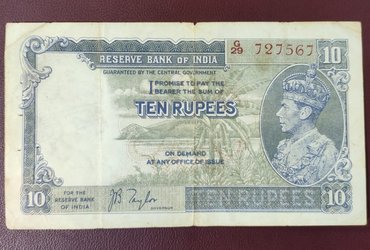 10
RESERVE BANK OF INDIA
G/29 727567
10
GUARANTEED BY THE CENTRAL GOVERNMENT
I PROMISE TO PAY THE
BEARER THE SUM OF
TEN RUPEES
ON DEMAND
AT ANY OFFICE OF ISSUE
FOR THE
RESERVE BANK
OF INDIA
J.B. Taylor
GOVERNOR
10
TEN RUPEES
10